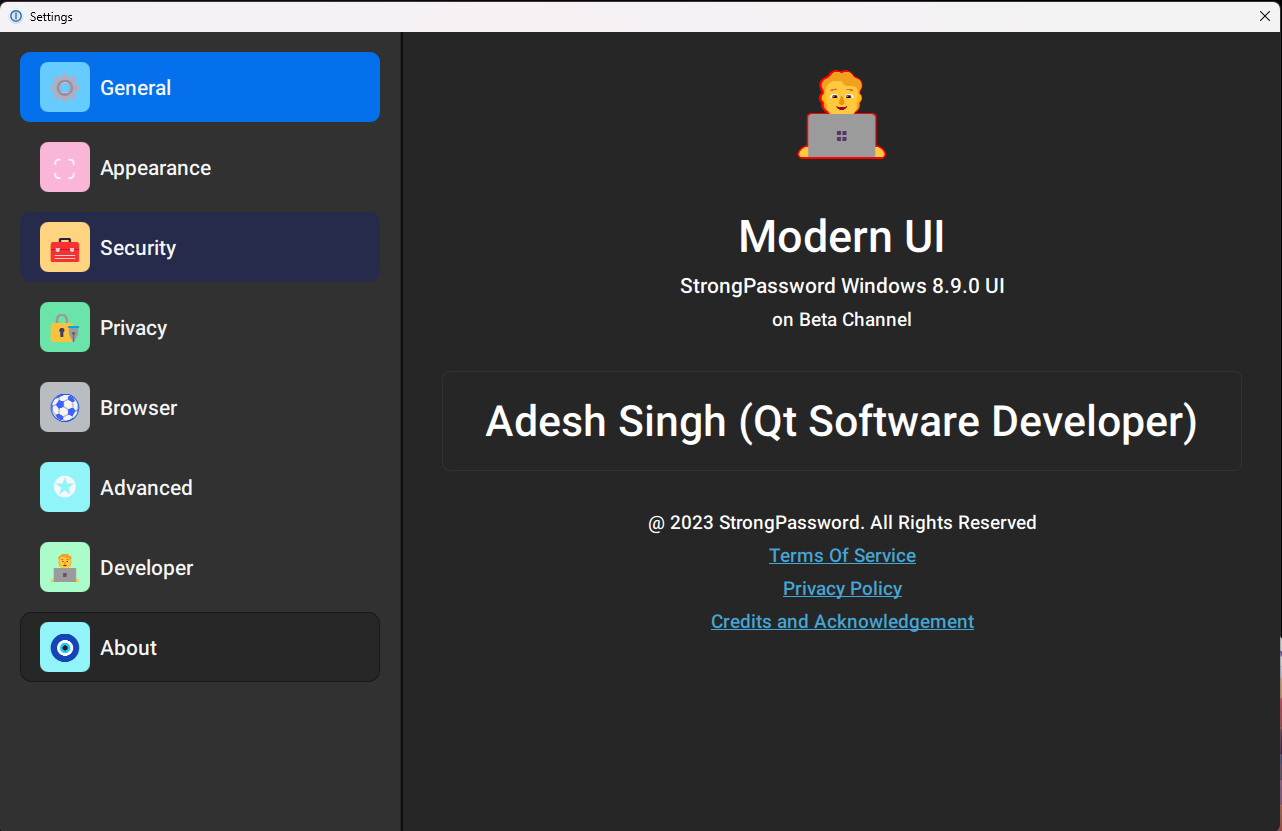 Settings
General
Appearance
Security
Privacy
Browser
Advanced
Developer
About
Modern UI
StrongPassword Windows 8.9.0 UI
on Beta Channel
Adesh Singh (Qt Software Developer)
@ 2023 StrongPassword. All Rights Reserved
Terms Of Service
Privacy Policy
Credits and Acknowledgement